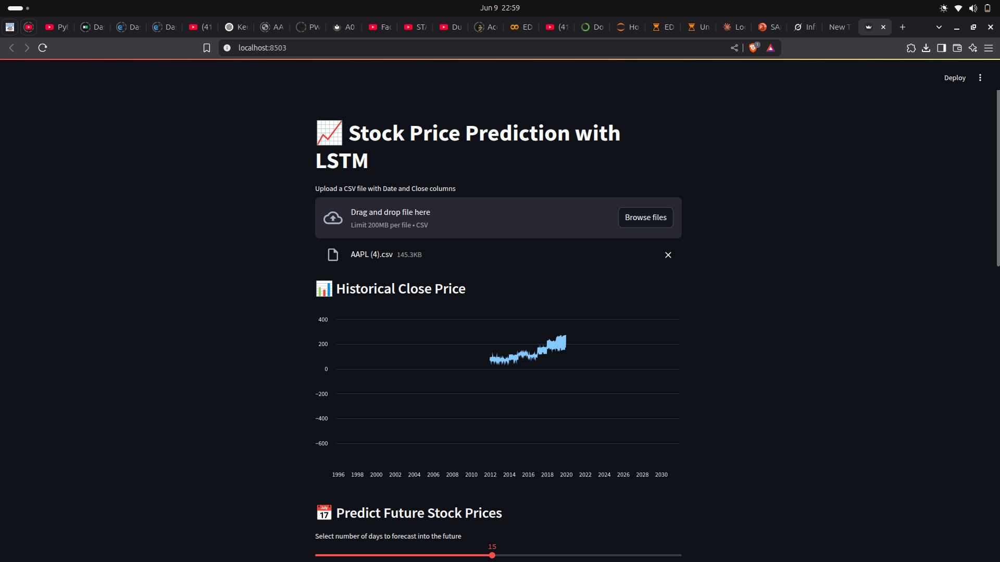 Jun 9 22:59
Pyt
Da
Da
Da
(41
Ke
AA
PW
A0
Fac
ST
Du
Ac
ED
(41
Do
Ho
ED
Un
Lo
SA
Inf
New T
localhost:8503
1
Deploy
Stock Price Prediction with
LSTM
Upload a CSV file with Date and Close columns
Drag and drop file here
Limit 200MB per file • CSV
Browse files
AAPL (4).csv 145.3KB
Historical Close Price
400
200
0
−200
−400
−600
1996 1998 2000 2002 2004 2006 2008 2010 2012 2014 2016 2018 2020 2022 2024 2026 2028 2030
July
17
Predict Future Stock Prices
Select number of days to forecast into the future
15